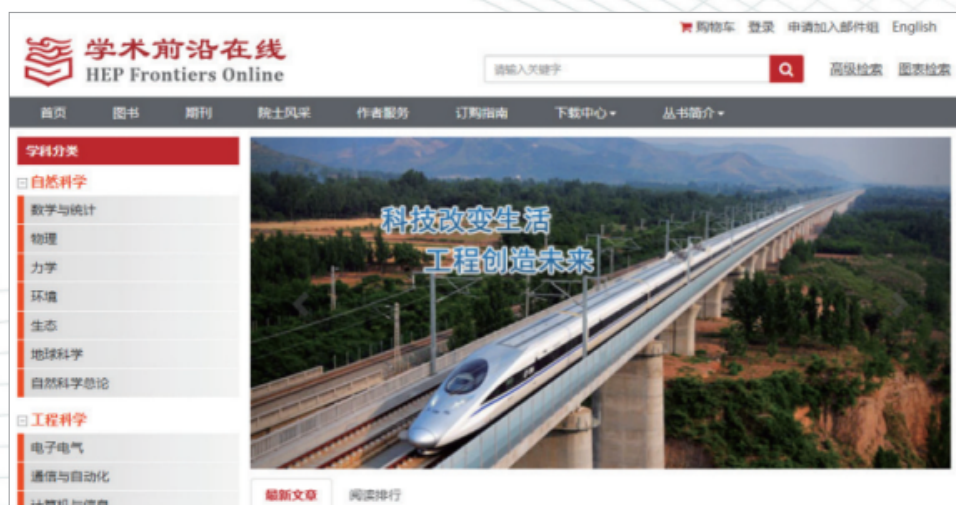 购物车 登录 申请加入邮件组 English
学术前沿在线
HEP Frontiers Online
请输入关键字
高级检索 图表检索
首页 图书 期刊 院士风采 作者服务 订购指南 下载中心 丛书简介
学科分类
自然科学
数学与统计
物理
力学
环境
生态
地球科学
自然科学总论
工程科学
电子电气
通信与自动化
计算机与信息
科技改变生活
工程创造未来
最新文章 阅读排行